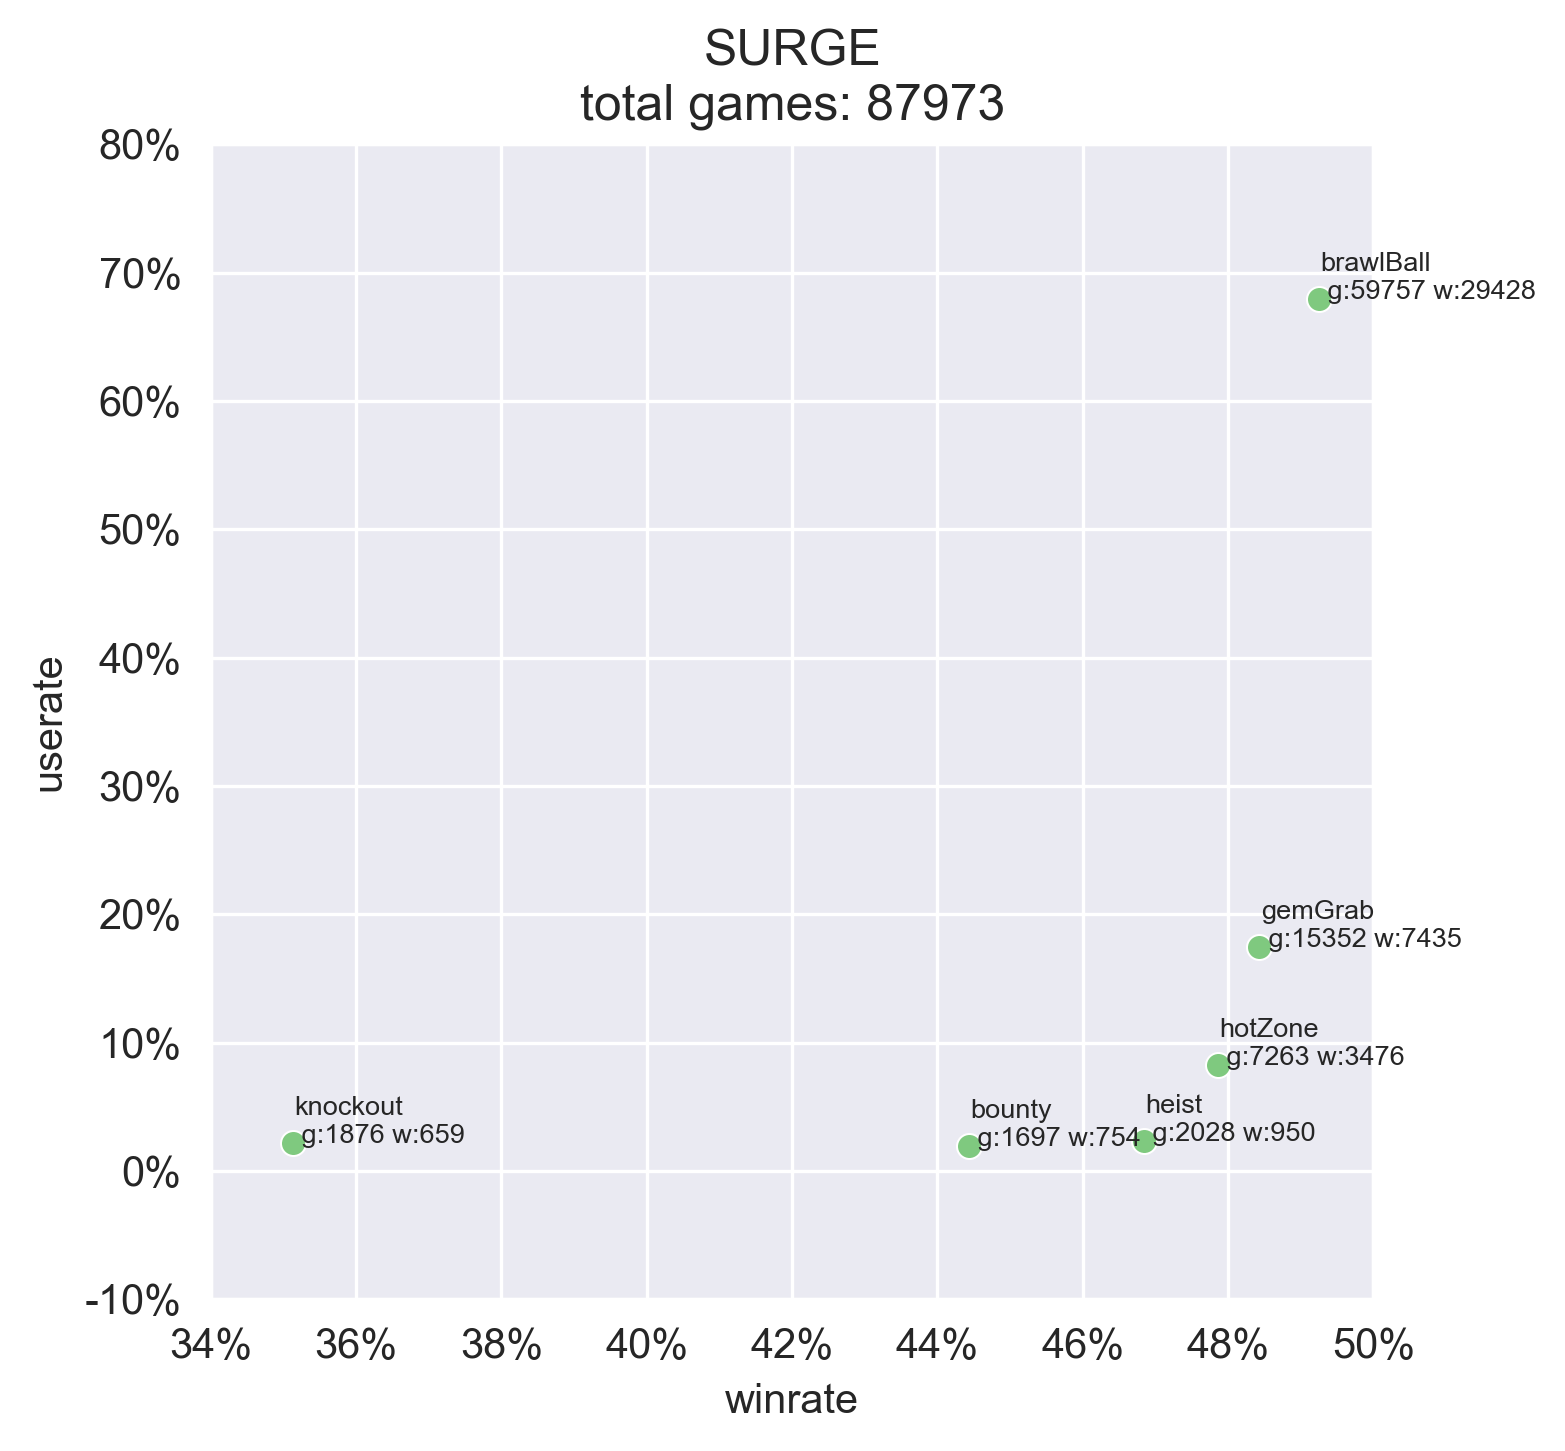 SURGE
total games: 87973
80%
70%
60%
50%
40%
30%
20%
10%
0%
-10%
userate
brawlBall
g:59757 w:29428
gemGrab
g:15352 w:7435
hotZone
g:7263 w:3476
knockout
g:1876 w:659
bounty
g:1697 w:754
heist
g:2028 w:950
34% 36% 38% 40% 42% 44% 46% 48% 50%
winrate